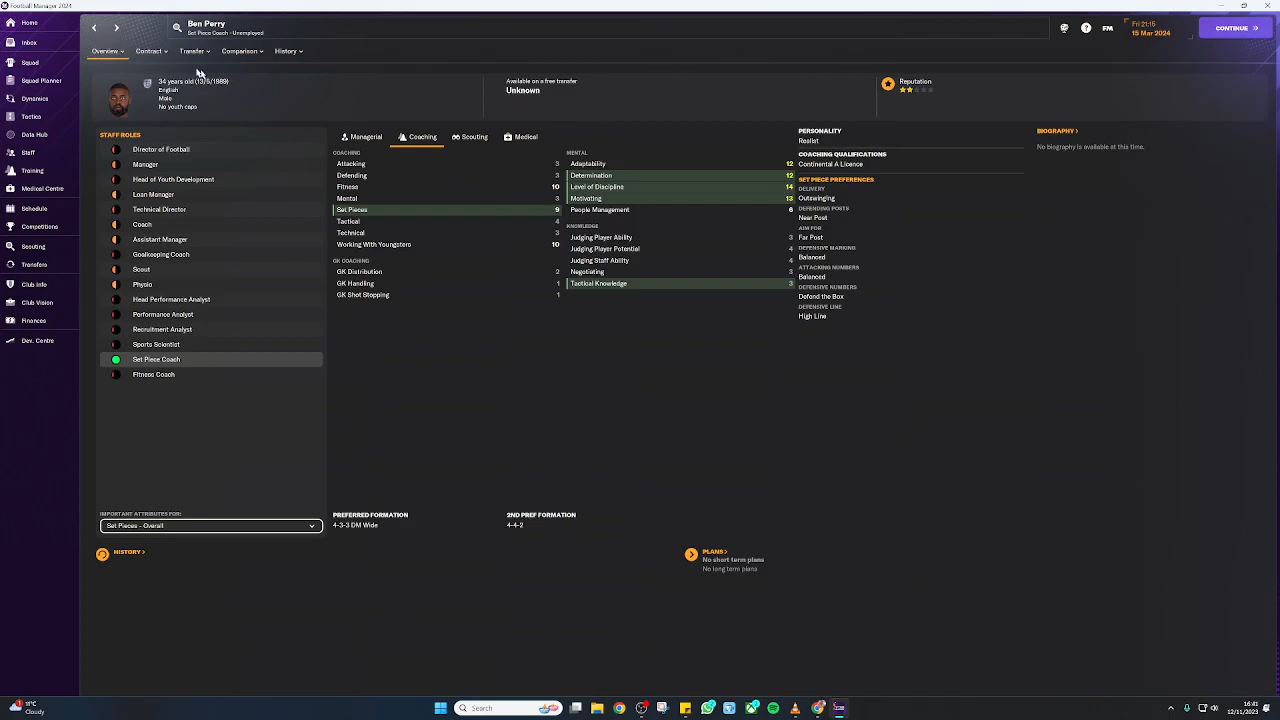 Football Manager 2024
Home
Inbox
Squad
Squad Planner
Dynamics
Tactics
Data Hub
Staff
Training
Medical Centre
Schedule
Competitions
Scouting
Transfers
Club Info
Club Vision
Finances
Dev. Centre
Ben Perry
Set Piece Coach - Unemployed
FM
Fri 21:15
15 Mar 2024
CONTINUE
Overview
Contract
Transfer
Comparison
History
34 years old (13/5/1989)
English
Male
No youth caps
Available on a free transfer
Unknown
Reputation
STAFF ROLES
Director of Football
Manager
Head of Youth Development
Loan Manager
Technical Director
Coach
Assistant Manager
Goalkeeping Coach
Scout
Physio
Head Performance Analyst
Performance Analyst
Recruitment Analyst
Sports Scientist
Set Piece Coach
Fitness Coach
IMPORTANT ATTRIBUTES FOR:
Set Pieces - Overall
Managerial
Coaching
Scouting
Medical
COACHING
Attacking 3
Defending 3
Fitness 10
Mental 3
Set Pieces 9
Tactical 4
Technical 3
Working With Youngsters 10
GK COACHING
GK Distribution 2
GK Handling 1
GK Shot Stopping 1
MENTAL
Adaptability 12
Determination 12
Level of Discipline 14
Motivating 13
People Management 6
KNOWLEDGE
Judging Player Ability 3
Judging Player Potential 4
Judging Staff Ability 4
Negotiating 3
Tactical Knowledge 3
PERSONALITY
Realist
COACHING QUALIFICATIONS
Continental A Licence
SET PIECE PREFERENCES
DELIVERY
Outswinging
DEFENDING POSTS
Near Post
AIM FOR
Far Post
DEFENSIVE MARKING
Balanced
ATTACKING NUMBERS
Balanced
DEFENSIVE NUMBERS
Defend the Box
DEFENSIVE LINE
High Line
BIOGRAPHY >
No biography is available at this time.
PREFERRED FORMATION
4-3-3 DM Wide
2ND PREF FORMATION
4-4-2
HISTORY >
PLANS >
No short term plans
No long term plans
11°C
Cloudy
Search
16:41
12/11/2023